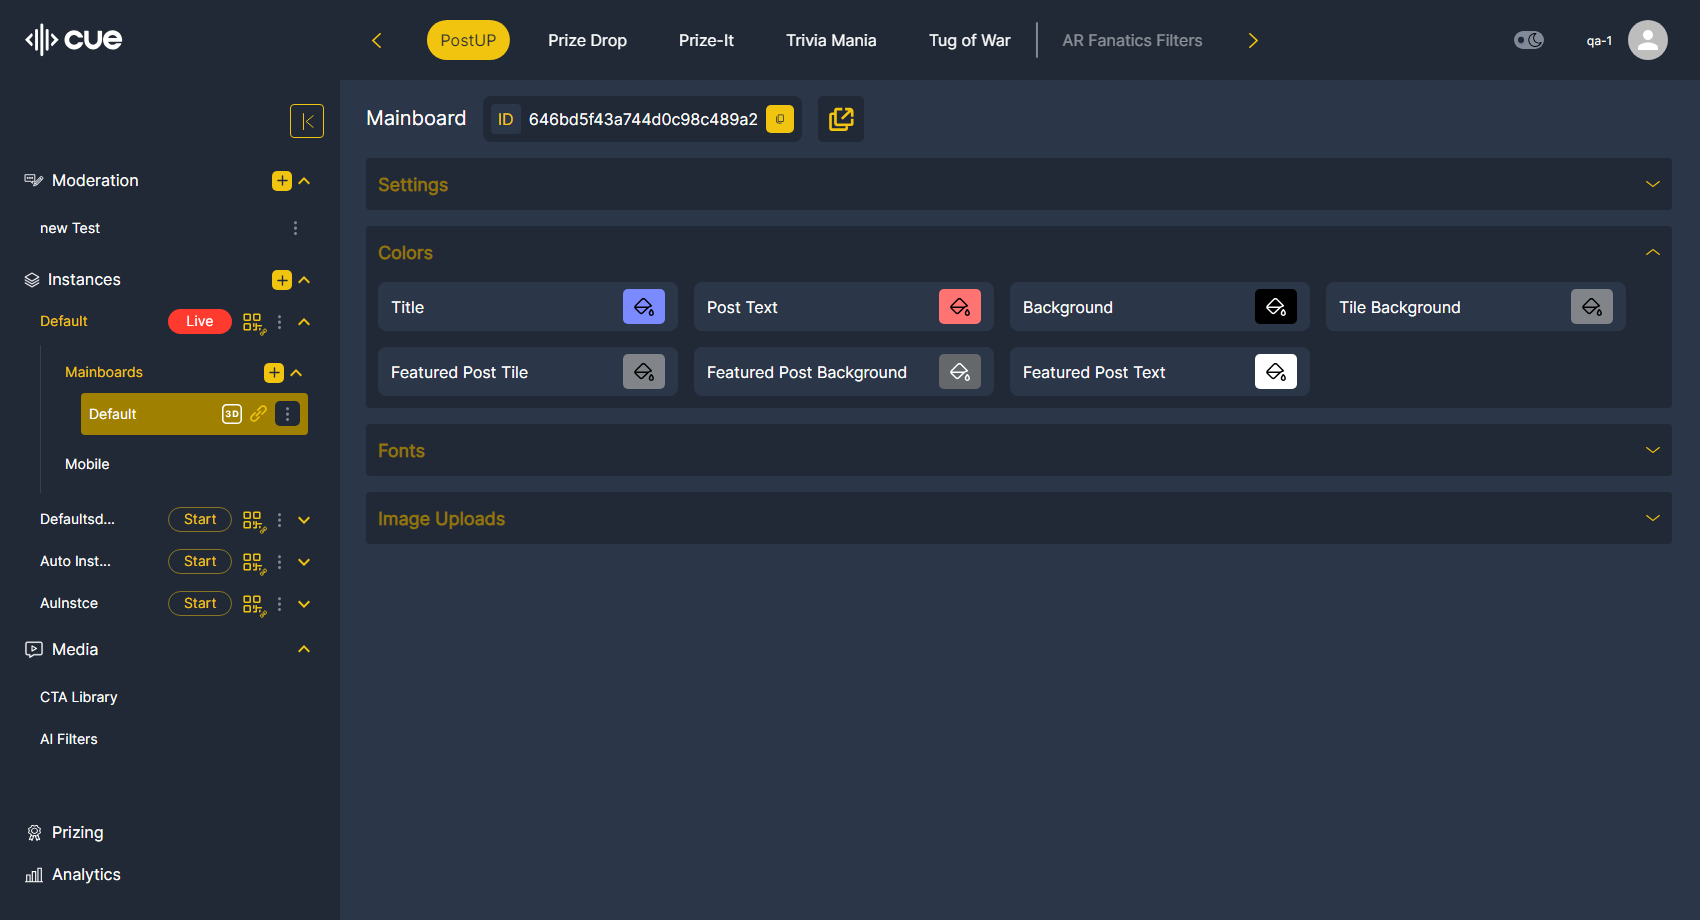 cue
PostUP
Prize Drop
Prize-It
Trivia Mania
Tug of War
AR Fanatics Filters
qa-1
Moderation
new Test
Instances
Default
Live
Mainboards
Default
3D
Mobile
Defaultsd...
Start
Auto Inst...
Start
AuInstce
Start
Media
CTA Library
AI Filters
Prizing
Analytics
Mainboard
ID
646bd5f43a744d0c98c489a2
Settings
Colors
Title
Post Text
Background
Tile Background
Featured Post Tile
Featured Post Background
Featured Post Text
Fonts
Image Uploads